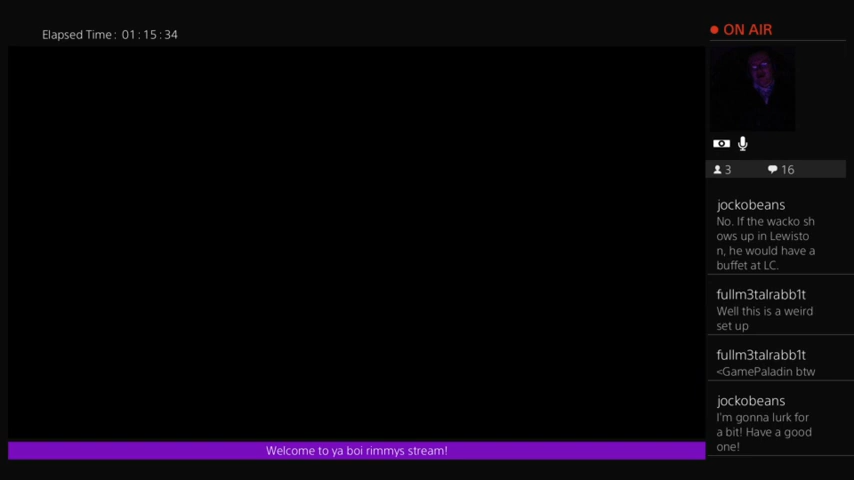 Elapsed Time: 01:15:34
ON AIR
3 16
jockobeans
No. If the wacko sh
ows up in Lewisto
n, he would have a
buffet at LC.
fullm3talrabb1t
Well this is a weird
set up
fullm3talrabb1t
<GamePaladin btw
jockobeans
I'm gonna lurk for
a bit! Have a good
one!
Welcome to ya boi rimmys stream!